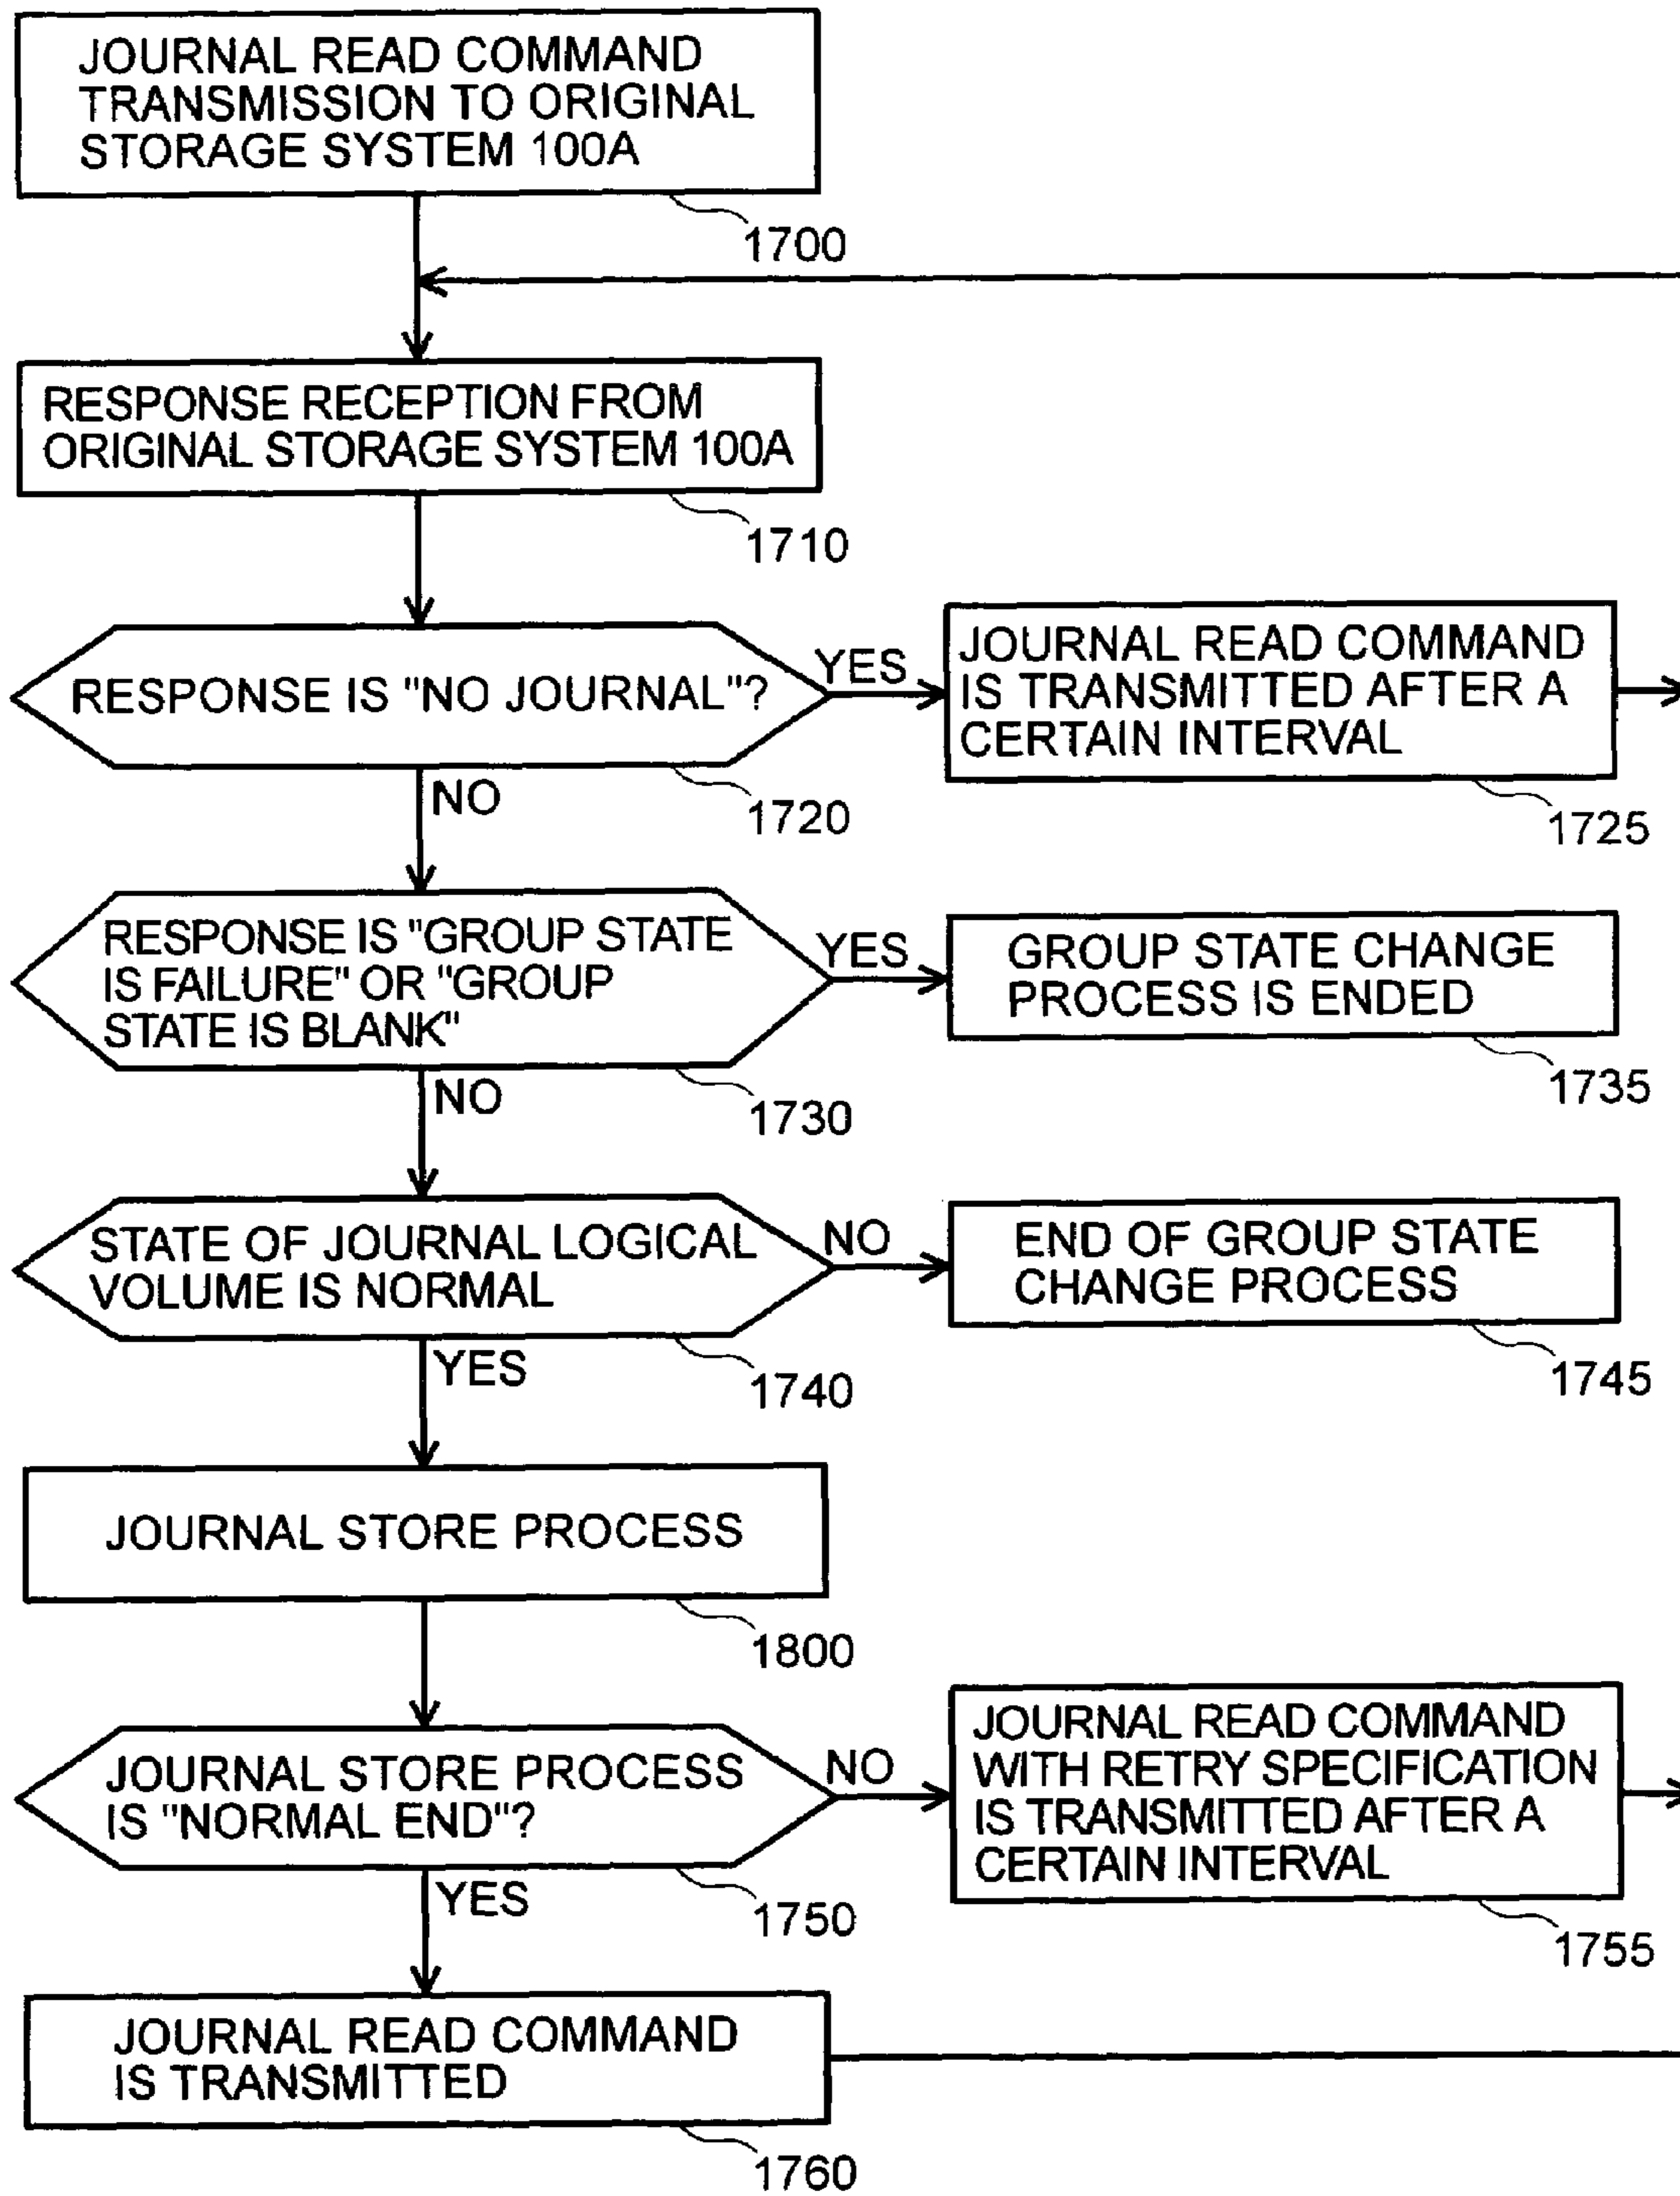 JOURNAL READ COMMAND
TRANSMISSION TO ORIGINAL
STORAGE SYSTEM 100A
1700
RESPONSE RECEPTION FROM
ORIGINAL STORAGE SYSTEM 100A
1710
RESPONSE IS "NO JOURNAL"?
YES
JOURNAL READ COMMAND
IS TRANSMITTED AFTER A
CERTAIN INTERVAL
NO
1720
1725
RESPONSE IS "GROUP STATE
IS FAILURE" OR "GROUP
STATE IS BLANK"
YES
GROUP STATE CHANGE
PROCESS IS ENDED
NO
1730
1735
STATE OF JOURNAL LOGICAL
VOLUME IS NORMAL
NO
END OF GROUP STATE
CHANGE PROCESS
YES
1740
1745
JOURNAL STORE PROCESS
1800
JOURNAL STORE PROCESS
IS "NORMAL END"?
NO
JOURNAL READ COMMAND
WITH RETRY SPECIFICATION
IS TRANSMITTED AFTER A
CERTAIN INTERVAL
YES
1750
1755
JOURNAL READ COMMAND
IS TRANSMITTED
1760